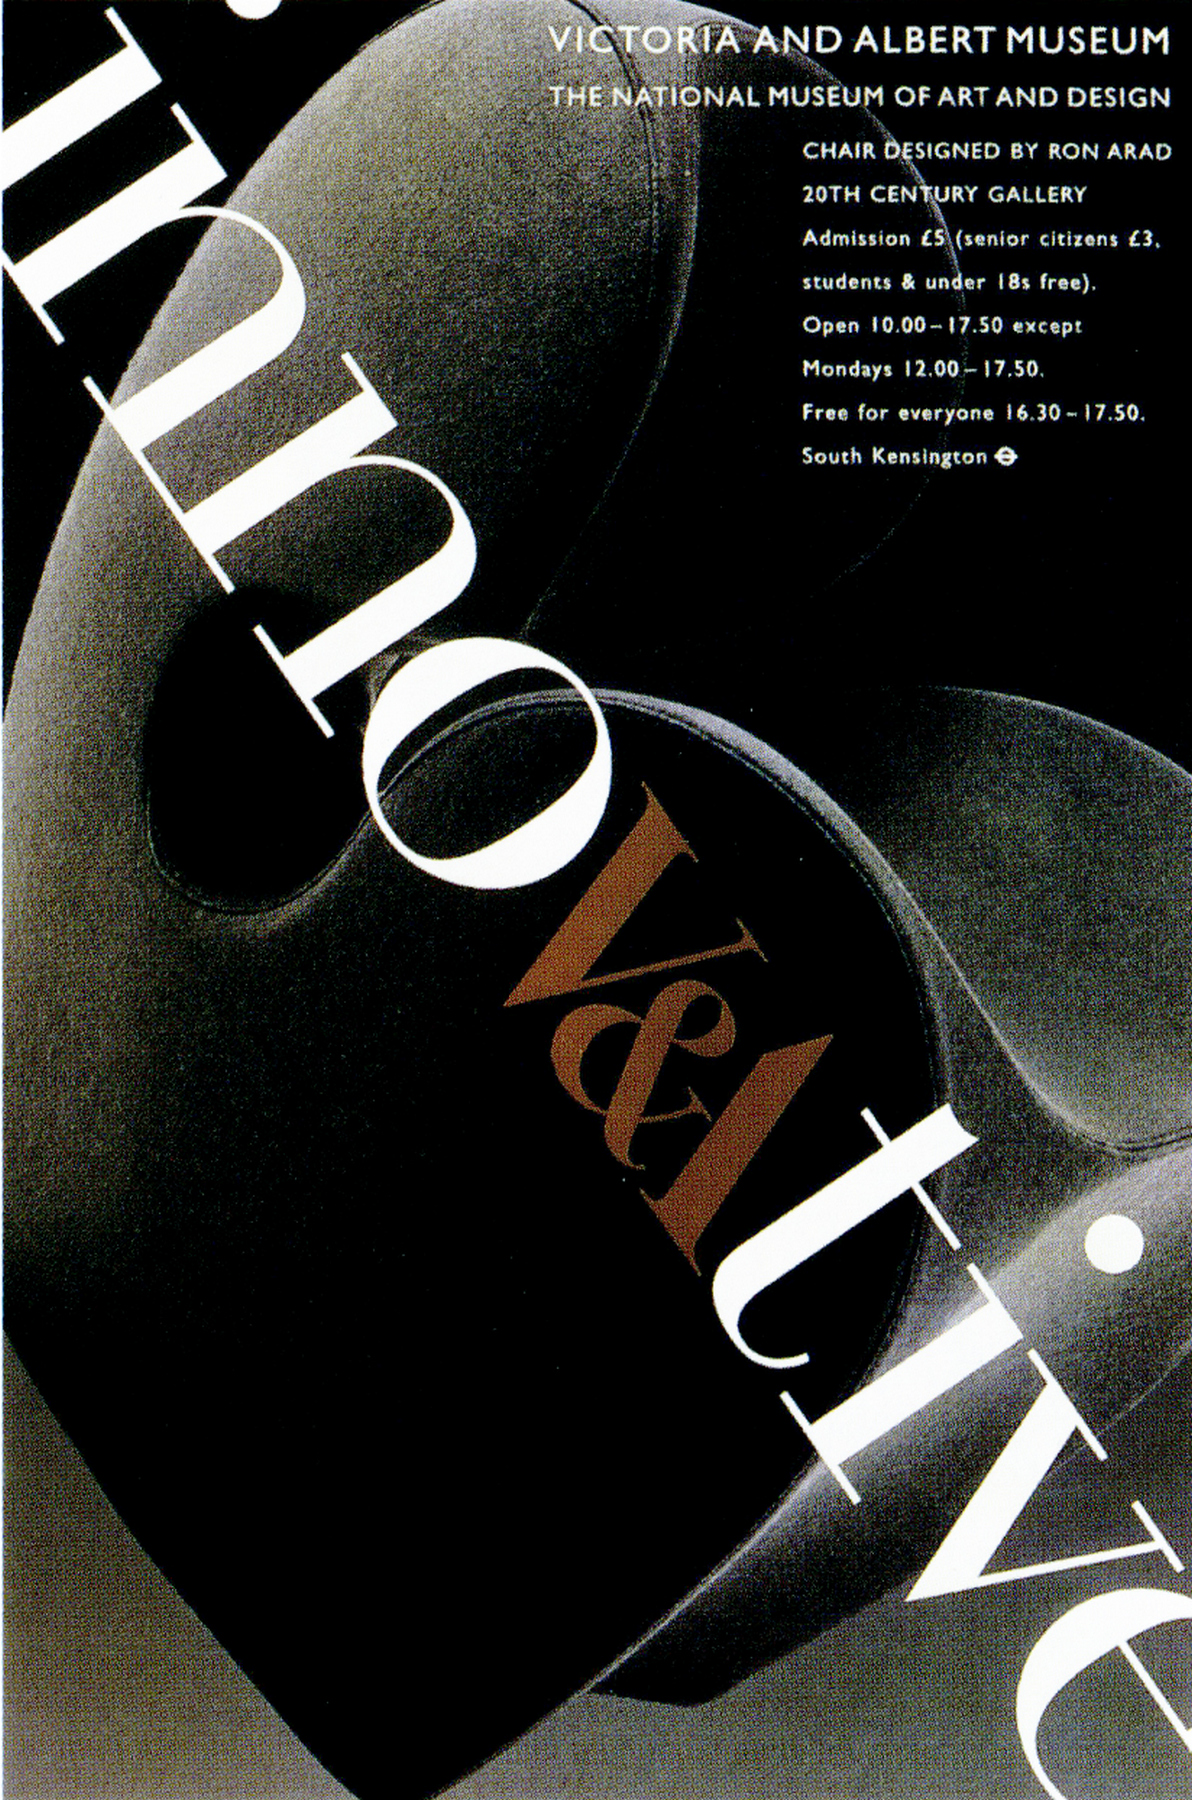 VICTORIA AND ALBERT MUSEUM
THE NATIONAL MUSEUM OF ART AND DESIGN
CHAIR DESIGNED BY RON ARAD
20TH CENTURY GALLERY
Admission £5 (senior citizens £3,
students & under 18s free).
Open 10.00–17.50 except
Mondays 12.00–17.50.
Free for everyone 16.30–17.50.
South Kensington
innoV&Ative